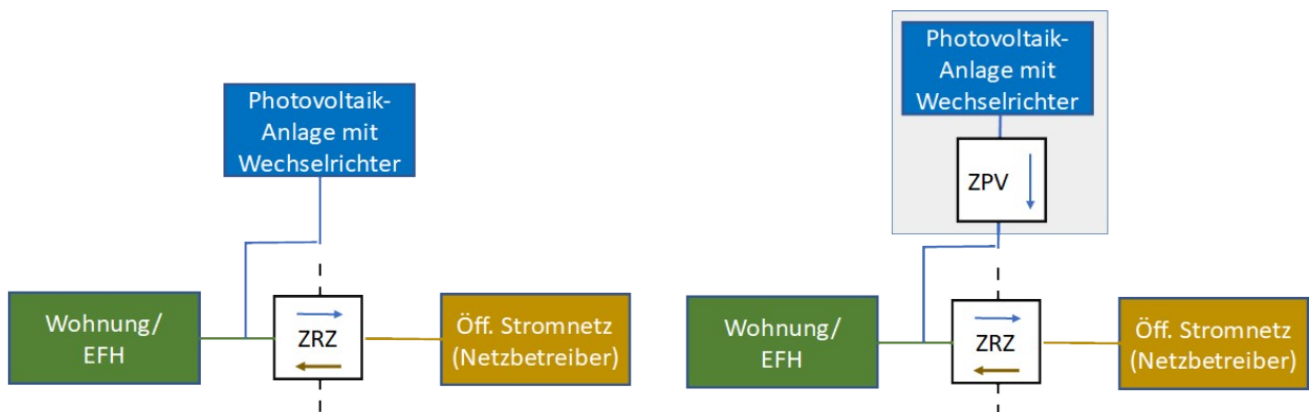 Photovoltaik-
Anlage mit
Wechselrichter
Wohnung/
EFH
ZRZ
Öff. Stromnetz
(Netzbetreiber)
Photovoltaik-
Anlage mit
Wechselrichter
ZPV
Wohnung/
EFH
ZRZ
Öff. Stromnetz
(Netzbetreiber)